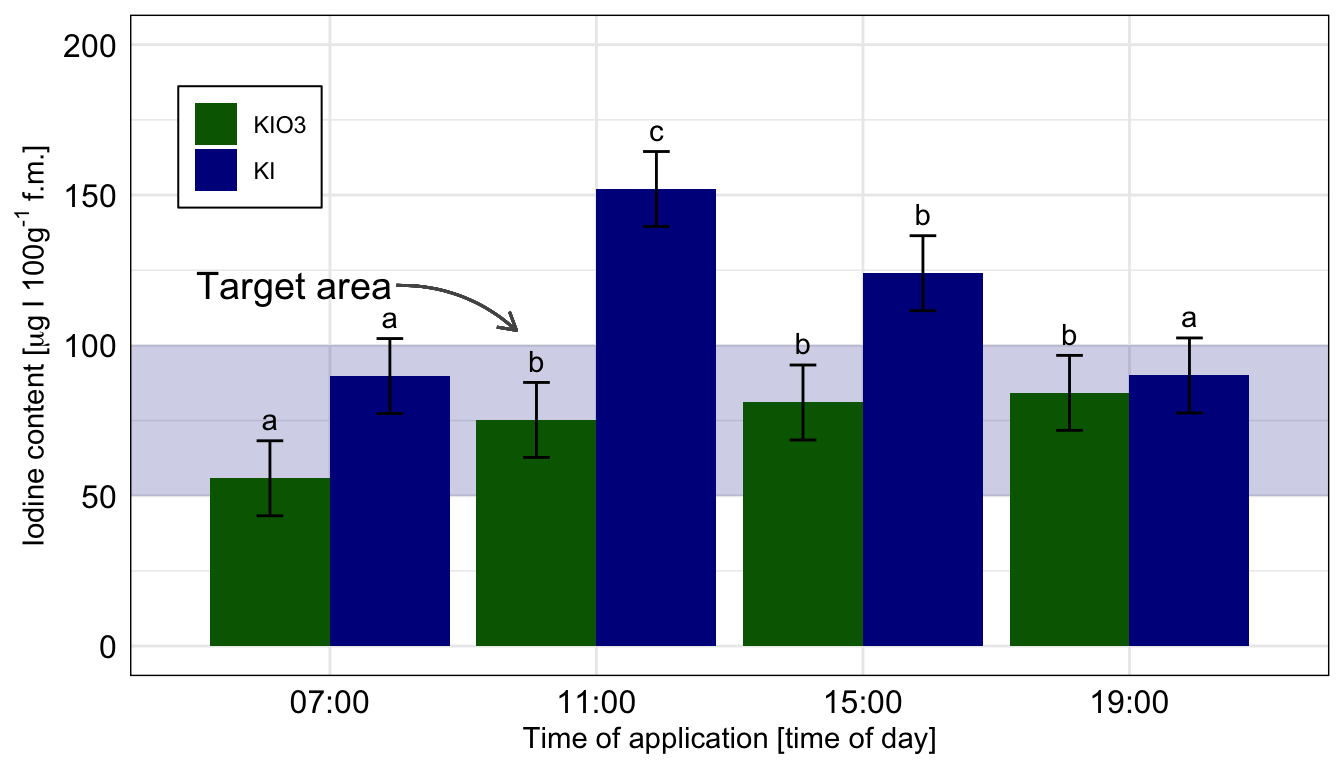 200
150
100
50
0
Iodine content [µg I 100g⁻¹ f.m.]
KIO3
KI
Target area
a
a
b
c
b
b
b
a
07:00 11:00 15:00 19:00
Time of application [time of day]